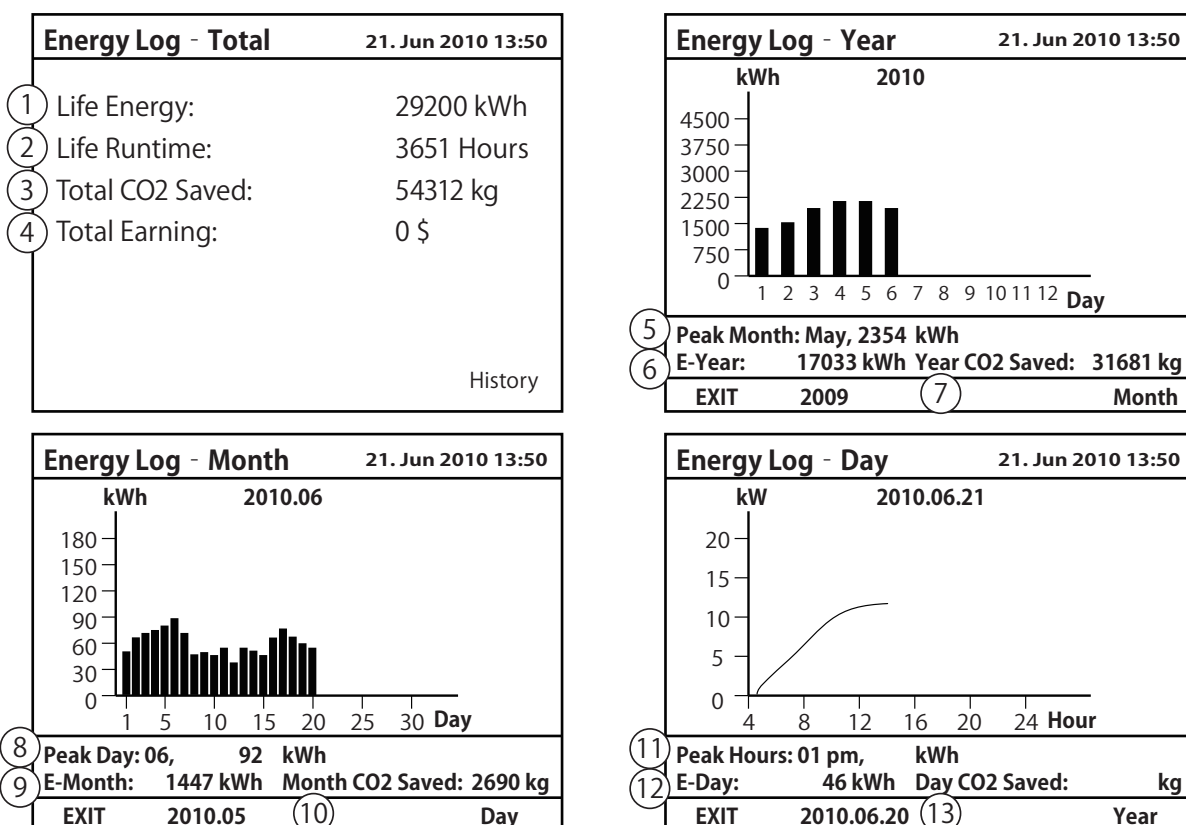 Energy Log - Total 21. Jun 2010 13:50
1 Life Energy: 29200 kWh
2 Life Runtime: 3651 Hours
3 Total CO2 Saved: 54312 kg
4 Total Earning: 0 $
History
Energy Log - Year 21. Jun 2010 13:50
kWh 2010
4500
3750
3000
2250
1500
750
0
1 2 3 4 5 6 7 8 9 10 11 12 Day
5 Peak Month: May, 2354 kWh
6 E-Year: 17033 kWh Year CO2 Saved: 31681 kg
EXIT 2009 7 Month
Energy Log - Month 21. Jun 2010 13:50
kWh 2010.06
180
150
120
90
60
30
0
1 5 10 15 20 25 30 Day
8 Peak Day: 06, 92 kWh
9 E-Month: 1447 kWh Month CO2 Saved: 2690 kg
EXIT 2010.05 10 Day
Energy Log - Day 21. Jun 2010 13:50
kW 2010.06.21
20
15
10
5
0
4 8 12 16 20 24 Hour
11 Peak Hours: 01 pm, kWh
12 E-Day: 46 kWh Day CO2 Saved: kg
EXIT 2010.06.20 13 Year